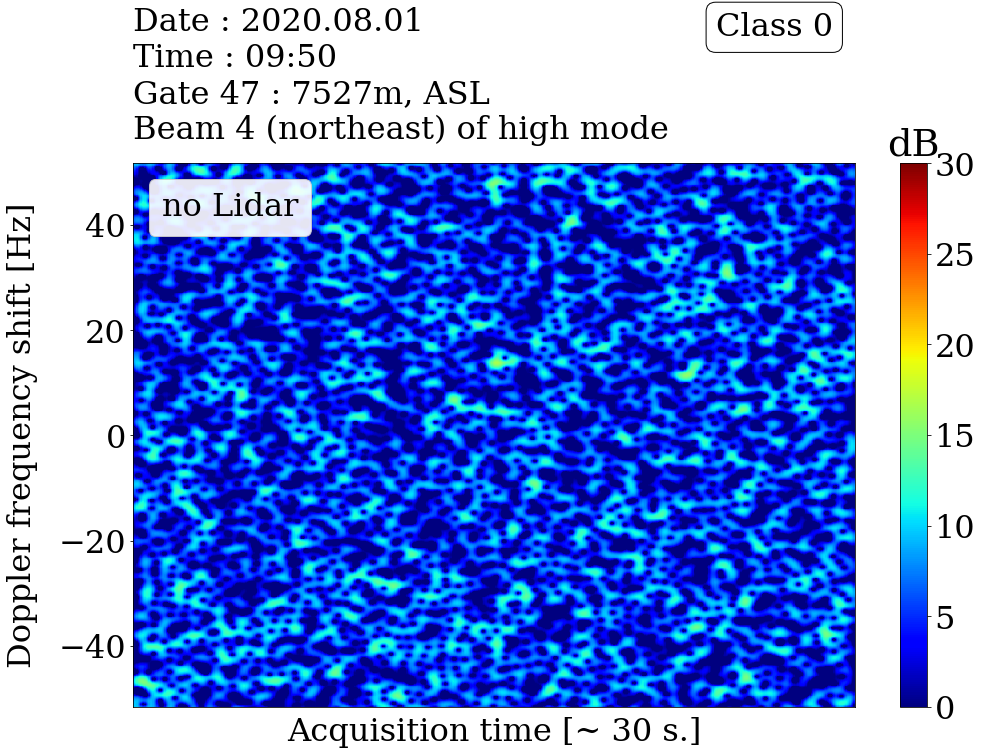 Date : 2020.08.01
Time : 09:50
Gate 47 : 7527m, ASL
Beam 4 (northeast) of high mode
Class 0
dB
no Lidar
Doppler frequency shift [Hz]
40
20
0
−20
−40
30
25
20
15
10
5
0
Acquisition time [~ 30 s.]